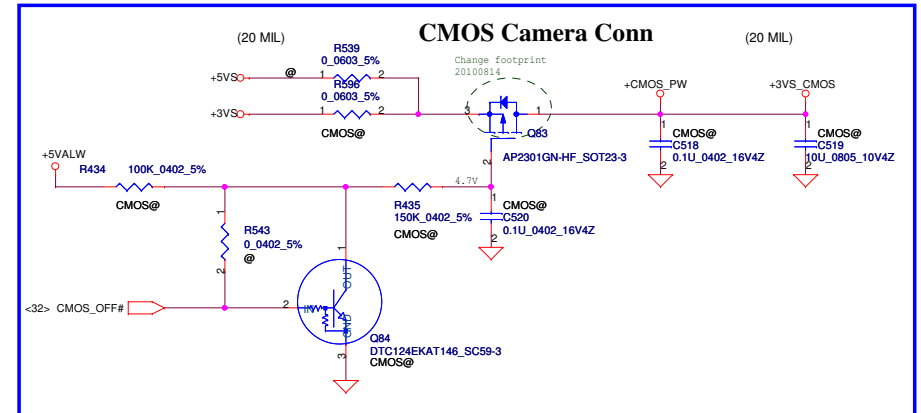 CMOS Camera Conn
(20 MIL)
(20 MIL)
R539
0_0603_5%
Change footprint
20100814
+5VS
@
1
2
R596
0_0603_5%
+CMOS_PW
+3VS_CMOS
+3VS
1
2
3
1
CMOS@
Q83
1
CMOS@
C518
0.1U_0402_16V4Z
2
1
CMOS@
C519
10U_0805_10V4Z
2
+5VALW
R434
100K_0402_5%
CMOS@
AP2301GN-HF_SOT23-3
2
4.7V
R435
150K_0402_5%
CMOS@
1
CMOS@
C520
0.1U_0402_16V4Z
2
1
R543
0_0402_5%
@
2
1
OUT
<32>
CMOS_OFF#
2
IN
GND
3
Q84
DTC124EKAT146_SC59-3
CMOS@